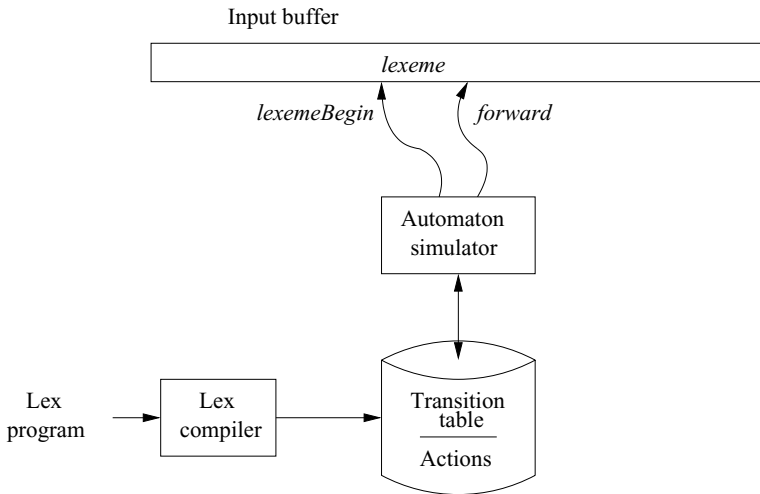 Input buffer
lexeme
lexemeBegin
forward
Automaton
simulator
Lex
program
Lex
compiler
Transition
table
Actions